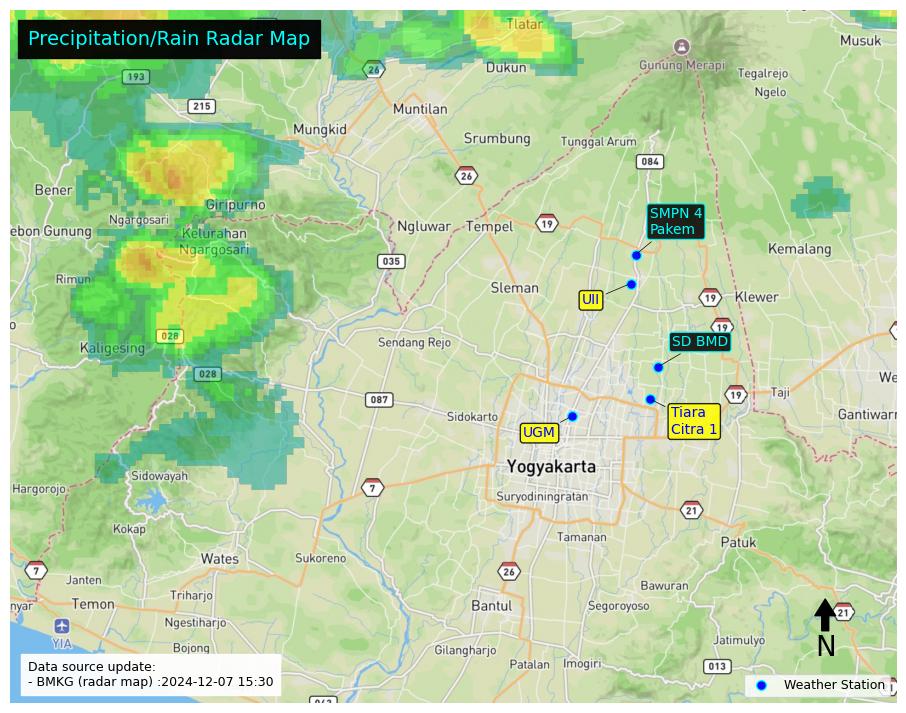 Precipitation/Rain Radar Map
Tlatar
Musuk
26
193
Dukun
Gunung Merapi
Tegalrejo
Ngelo
215
Muntilan
Mungkid
Srumbung
Tunggal Arum
084
26
Bener
Giripurno
SMPN 4
Pakem
Ngargosari
Ngluwar
Tempel
19
ebon Gunung
Kelurahan
Ngargosari
Kemalang
035
Rimun
Sleman
UII
19
Klewer
19
028
Sendang Rejo
SD BMD
Kaligesing
028
087
19
Taji
We
Sidokarto
Tiara
Citra 1
Gantiwarn
UGM
Yogyakarta
Sidowayah
Hargorojo
7
Suryodiningratan
21
Kokap
Tamanan
Patuk
Wates
Sukoreno
7
26
Janten
Bawuran
Triharjo
nyar
Temon
Bantul
Segoroyoso
21
YIA
Ngestiharjo
N
Bojong
Gilangharjo
Jatimulyo
Patalan
Imogiri
013
Data source update:
- BMKG (radar map) :2024-12-07 15:30
Weather Station